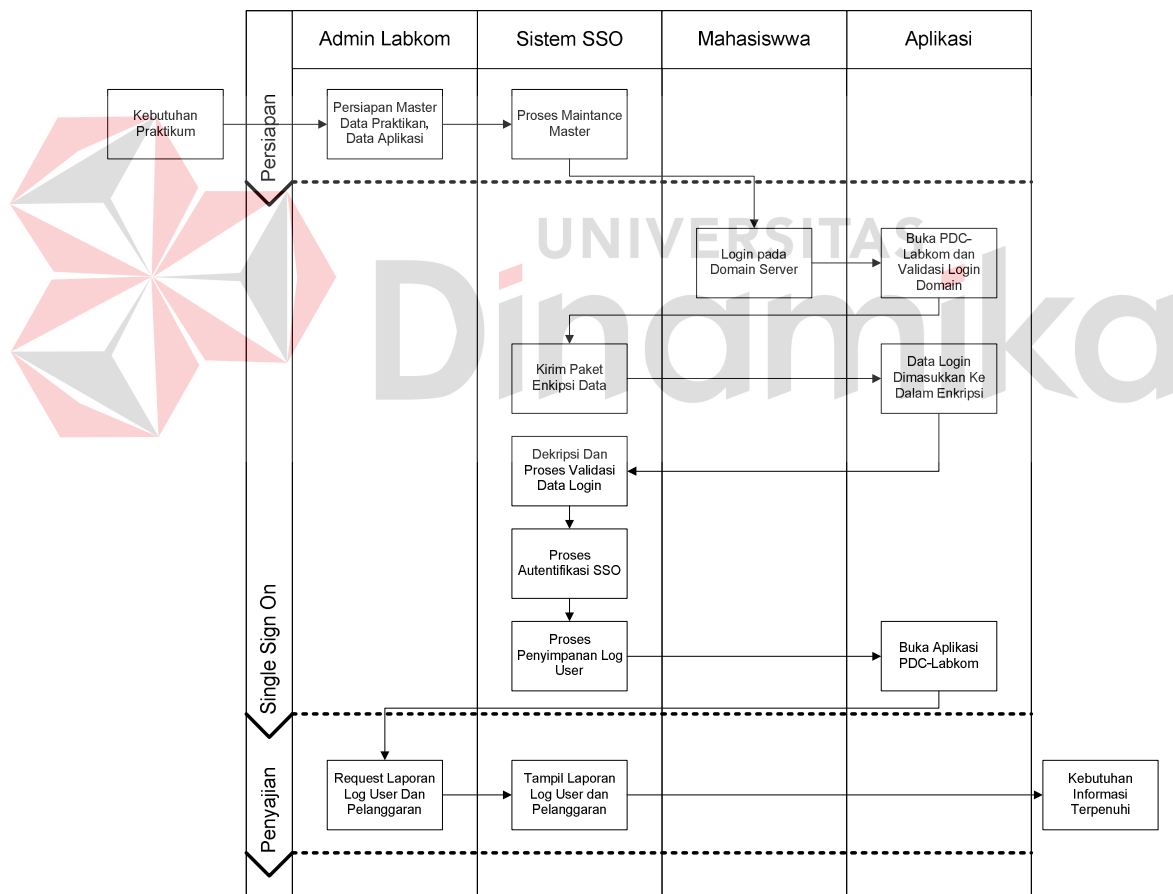 Admin Labkom
Sistem SSO
Mahasiswwa
Aplikasi
Persiapan
Kebutuhan
Praktikum
Persiapan Master
Data Praktikan,
Data Aplikasi
Proses Maintance
Master
UNIVERSITAS
Dinamika
Single Sign On
Login pada
Domain Server
Buka PDC-
Labkom dan
Validasi Login
Domain
Kirim Paket
Enkipsi Data
Data Login
Dimasukkan Ke
Dalam Enkripsi
Dekripsi Dan
Proses Validasi
Data Login
Proses
Autentifikasi SSO
Proses
Penyimpanan Log
User
Buka Aplikasi
PDC-Labkom
Penyajian
Request Laporan
Log User Dan
Pelanggaran
Tampil Laporan
Log User dan
Pelanggaran
Kebutuhan
Informasi
Terpenuhi